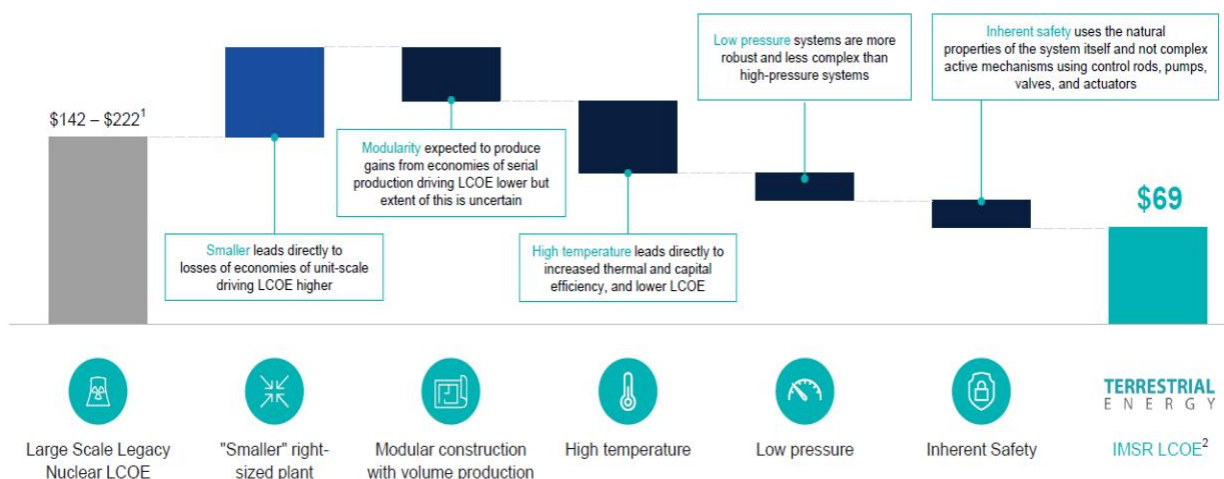 $142 – $222¹
Smaller leads directly to
losses of economies of unit-scale
driving LCOE higher
Modularity expected to produce
gains from economies of serial
production driving LCOE lower but
extent of this is uncertain
High temperature leads directly to
increased thermal and capital
efficiency, and lower LCOE
Low pressure systems are more
robust and less complex than
high-pressure systems
Inherent safety uses the natural
properties of the system itself and not complex
active mechanisms using control rods, pumps,
valves, and actuators
$69
Large Scale Legacy
Nuclear LCOE
"Smaller" right-
sized plant
Modular construction
with volume production
High temperature
Low pressure
Inherent Safety
TERRESTRIAL
ENERGY
IMSR LCOE²